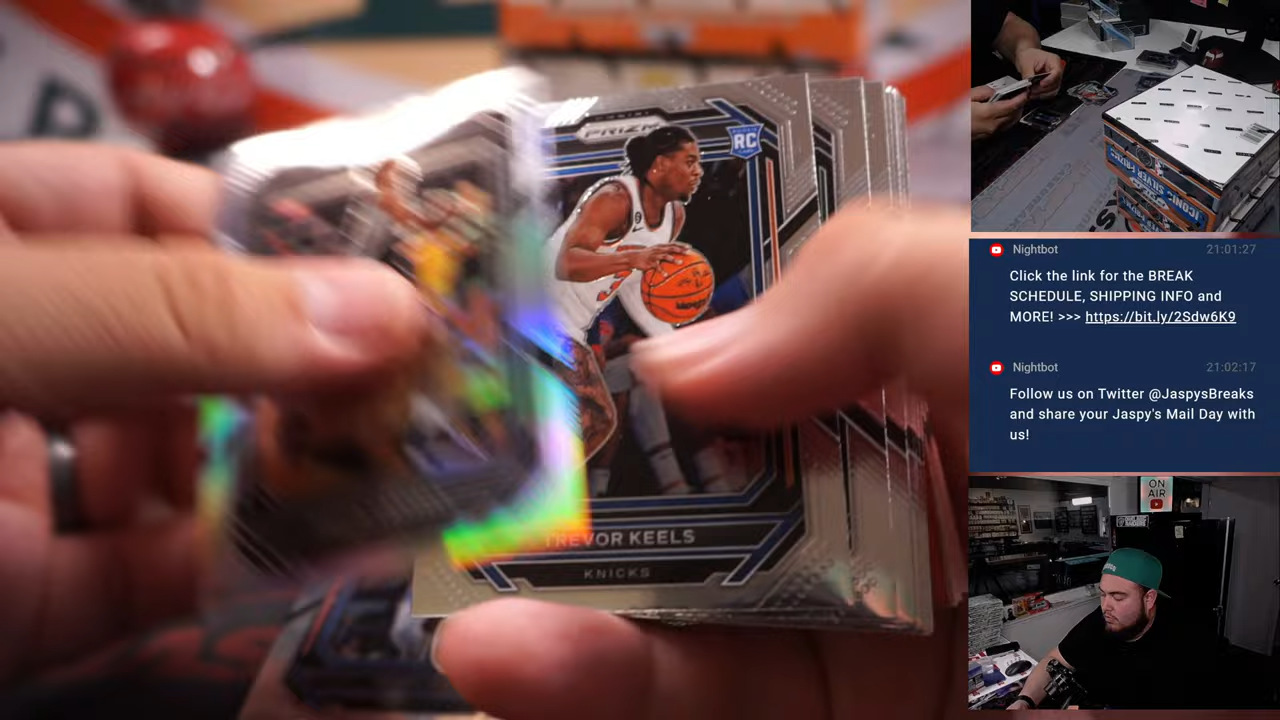 PRIZM
RC
TREVOR KEELS
KNICKS
Nightbot 21:01:27
Click the link for the BREAK
SCHEDULE, SHIPPING INFO and
MORE! >>> https://bit.ly/2Sdw6K9
Nightbot 21:02:17
Follow us on Twitter @JaspysBreaks
and share your Jaspy's Mail Day with
us!
ON
AIR